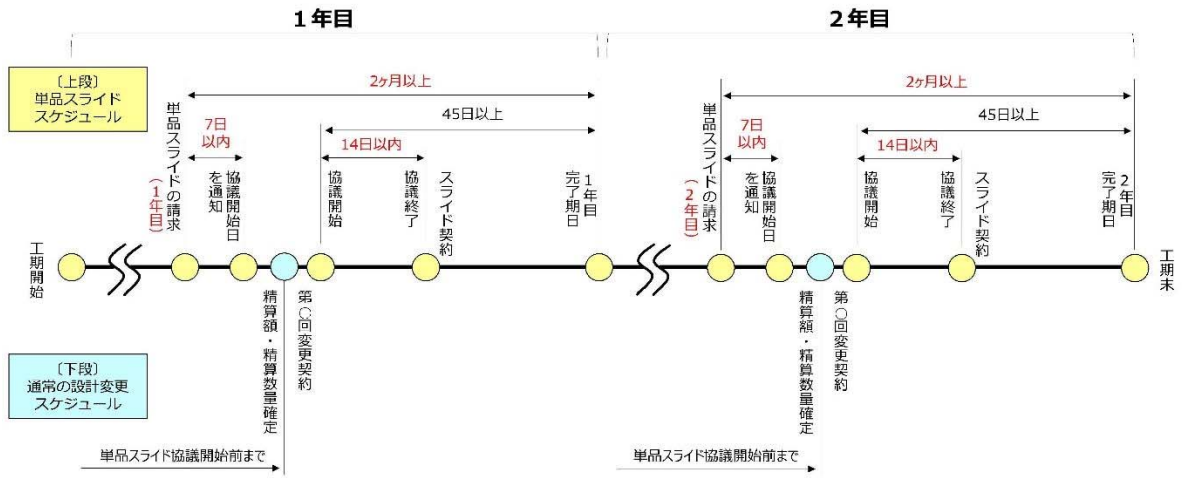 1年目
2年目
〔上段〕
単品スライド
スケジュール
2ヶ月以上
45日以上
7日
以内
14日以内
単品スライドの請求
(1年目)
協議開始日
を通知
協議開始
協議終了
スライド契約
1年目
完了期日
2ヶ月以上
45日以上
7日
以内
14日以内
単品スライドの請求
(2年目)
協議開始日
を通知
協議開始
協議終了
スライド契約
2年目
完了期日
工期開始
工期末
〔下段〕
通常の設計変更
スケジュール
第〇回変更契約
精算額・精算数量確定
単品スライド協議開始前まで
第〇回変更契約
精算額・精算数量確定
単品スライド協議開始前まで